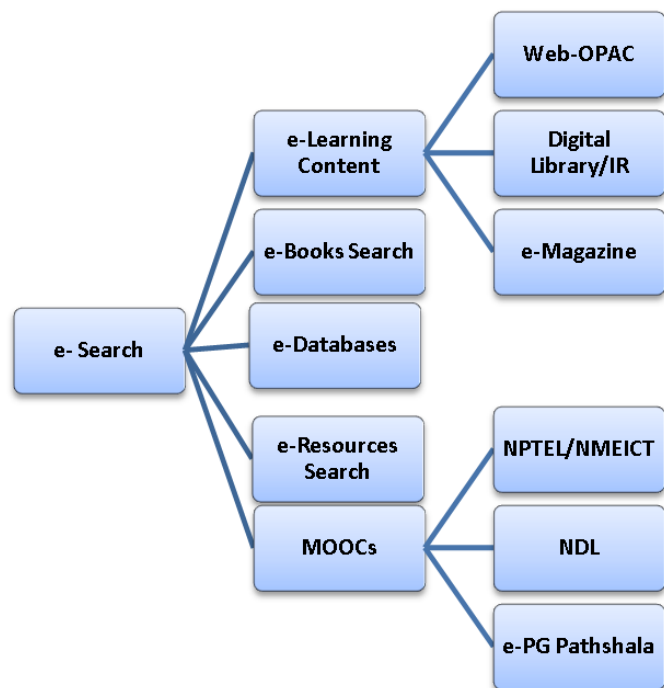 e- Search
e-Learning
Content
Web-OPAC
Digital
Library/IR
e-Magazine
e-Books Search
e-Databases
e-Resources
Search
MOOCs
NPTEL/NMEICT
NDL
e-PG Pathshala